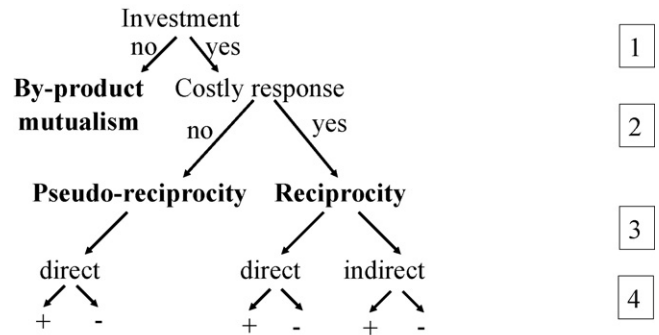 Investment
no yes
1
By-product Costly response
mutualism
2
no yes
Pseudo-reciprocity Reciprocity
3
direct direct indirect
4
+ - + - + -